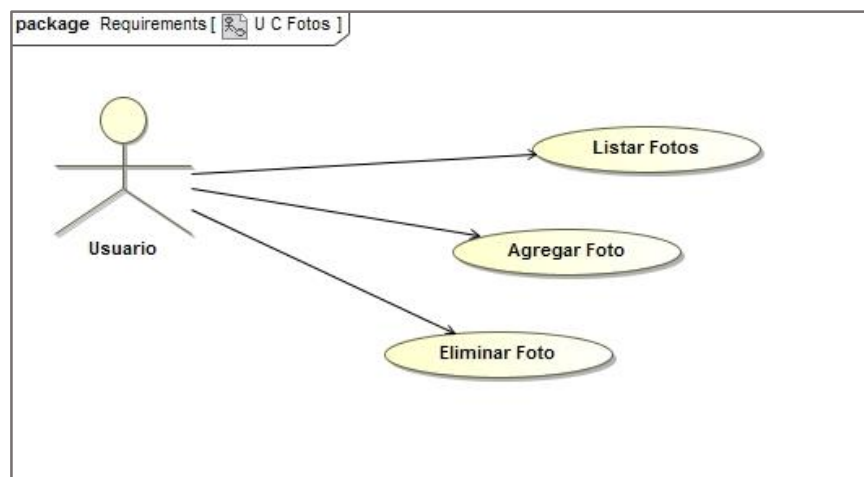 package Requirements [ U C Fotos ]
Listar Fotos
Agregar Foto
Usuario
Eliminar Foto